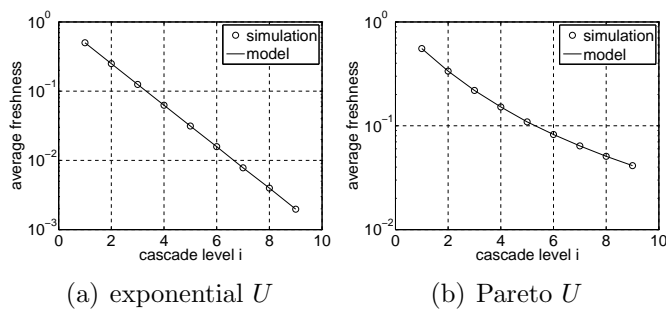 10^0
10^-1
10^-2
10^-3
average freshness
0 2 4 6 8 10
cascade level i
simulation
model
(a) exponential U
10^0
10^-1
10^-2
average freshness
0 2 4 6 8 10
cascade level i
simulation
model
(b) Pareto U